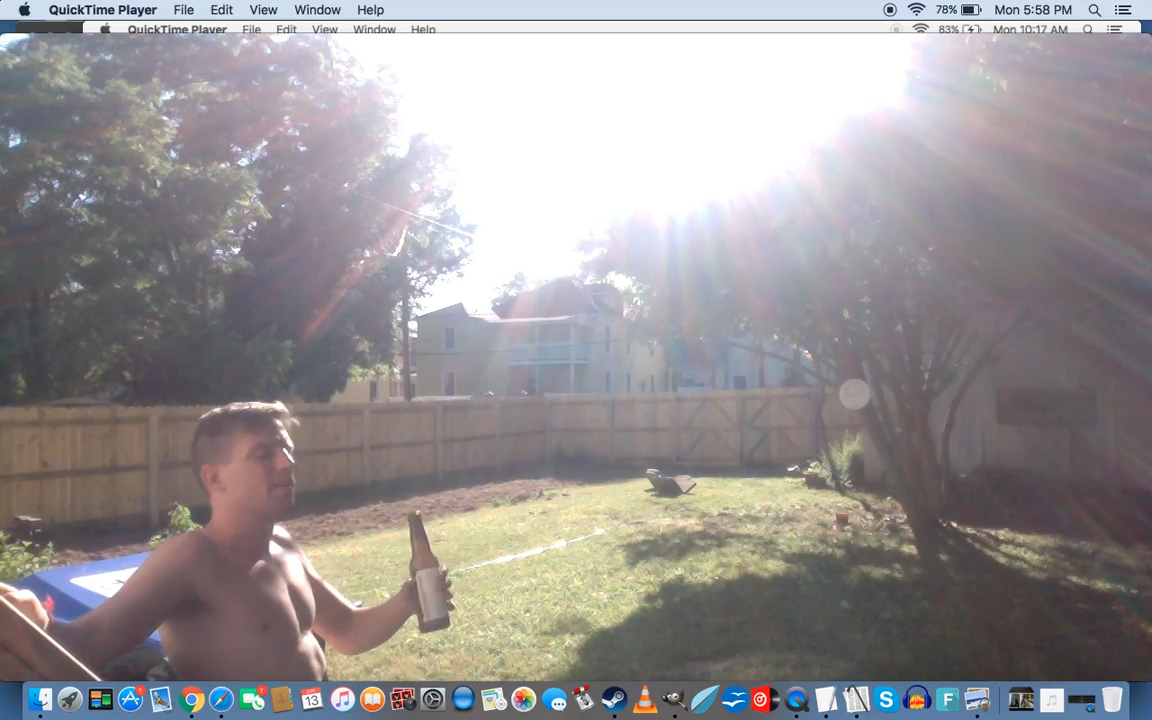 QuickTime Player File Edit View Window Help 78% Mon 5:58 PM
QuickTime Player File Edit View Window Help 83% Mon 10:17 AM
13